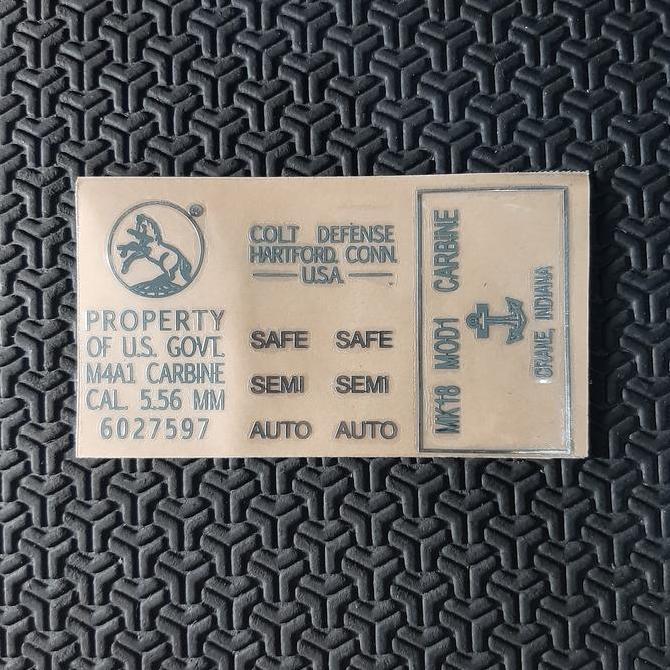 ®
PROPERTY
OF U.S. GOVT.
M4A1 CARBINE
CAL. 5.56 MM
6027597
COLT DEFENSE
HARTFORD. CONN.
U.S.A.
SAFE SAFE
SEMI SEMI
AUTO AUTO
MK18 MOD1 CARBINE
CRANE, INDIANA